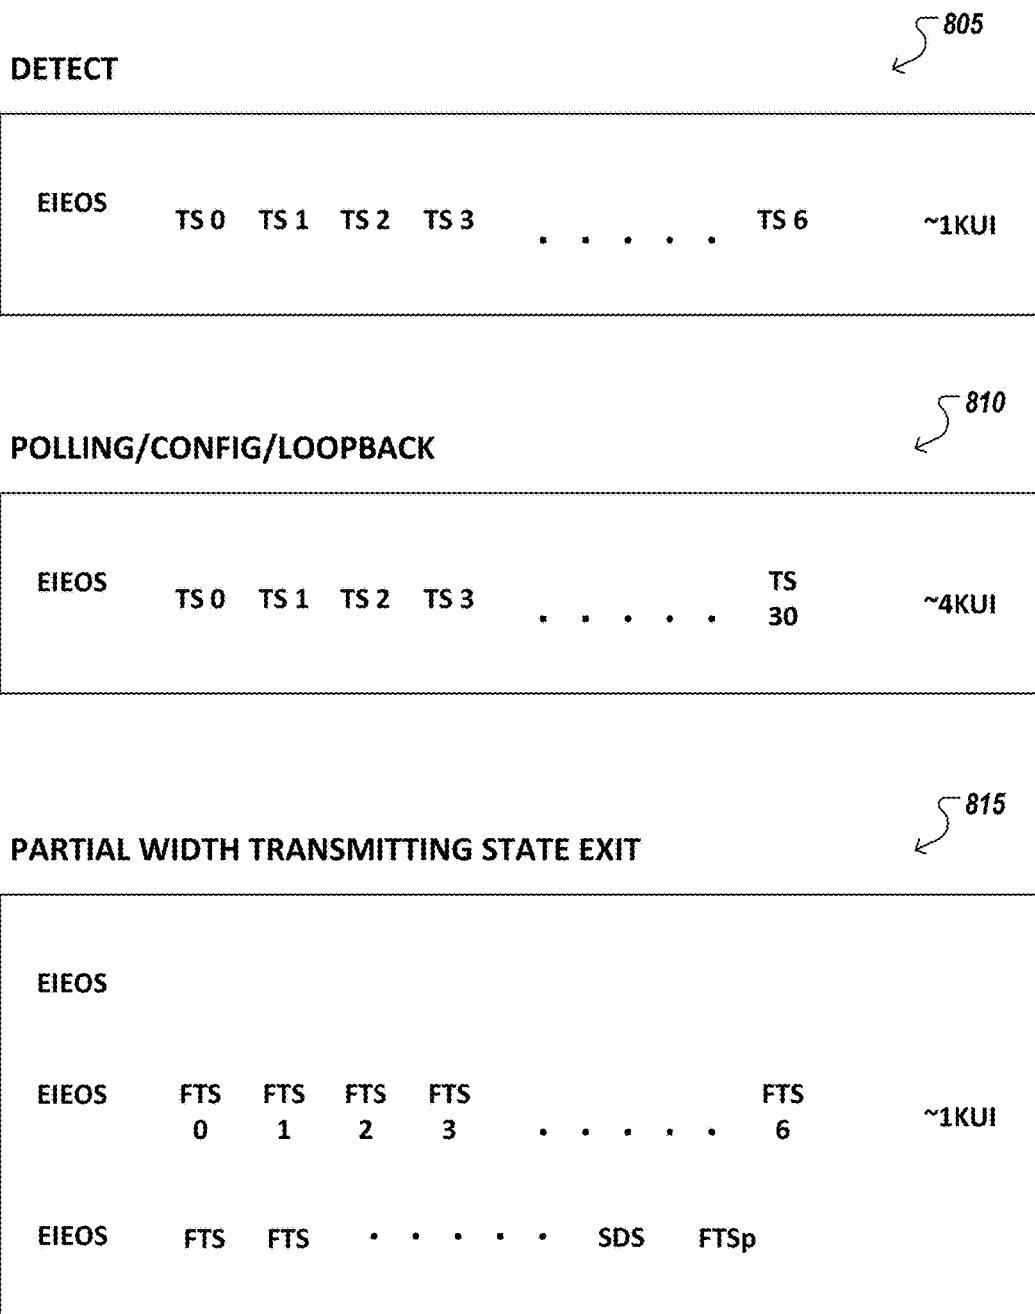 805
DETECT
EIEOS TS 0 TS 1 TS 2 TS 3 . . . . . TS 6 ~1KUI
810
POLLING/CONFIG/LOOPBACK
EIEOS TS 0 TS 1 TS 2 TS 3 . . . . . TS 30 ~4KUI
815
PARTIAL WIDTH TRANSMITTING STATE EXIT
EIEOS
EIEOS FTS 0 FTS 1 FTS 2 FTS 3 . . . . . FTS 6 ~1KUI
EIEOS FTS FTS . . . . . SDS FTSp